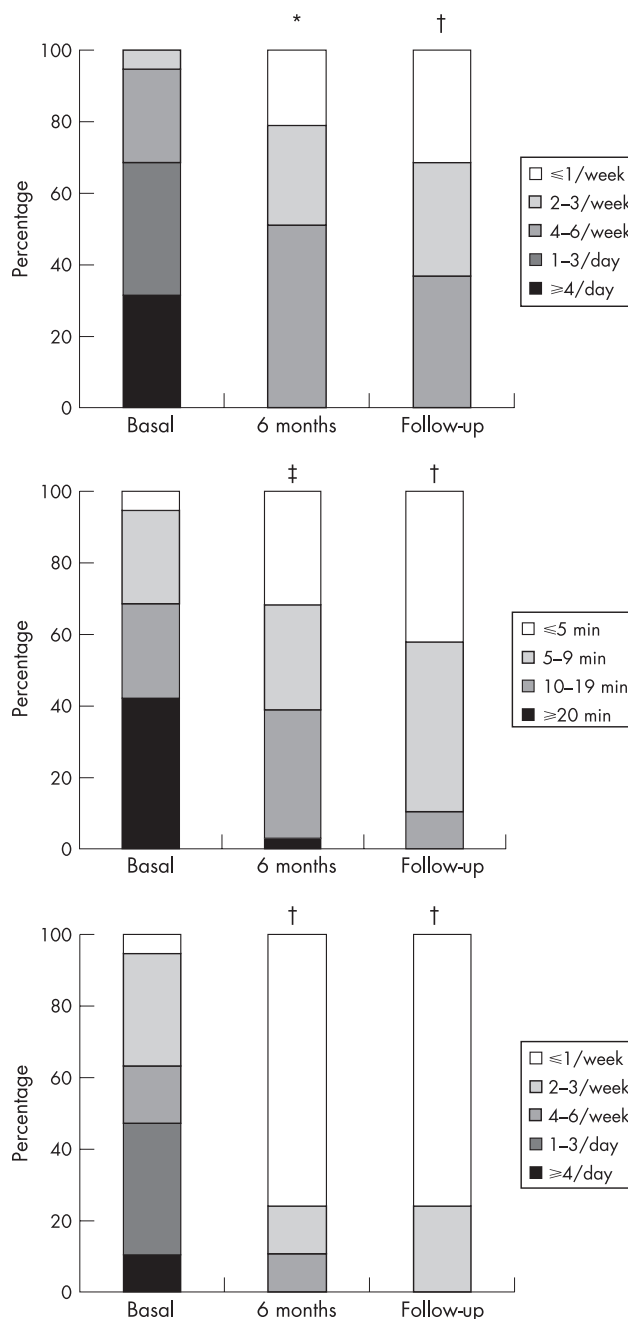 * †
100
80
60
40
20
0
Percentage
Basal 6 months Follow-up
⩽1/week
2–3/week
4–6/week
1–3/day
⩾4/day
‡ †
100
80
60
40
20
0
Percentage
Basal 6 months Follow-up
⩽5 min
5–9 min
10–19 min
⩾20 min
† †
100
80
60
40
20
0
Percentage
Basal 6 months Follow-up
⩽1/week
2–3/week
4–6/week
1–3/day
⩾4/day